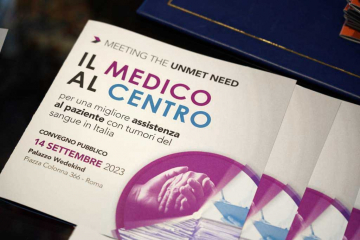 MEETING THE UNMET NEED
IL MEDICO
AL CENTRO
per una migliore assistenza
al paziente con tumori del
sangue in Italia
CONVEGNO PUBBLICO
14 SETTEMBRE 2023
Palazzo Wedekind
Piazza Colonna 366 - Roma